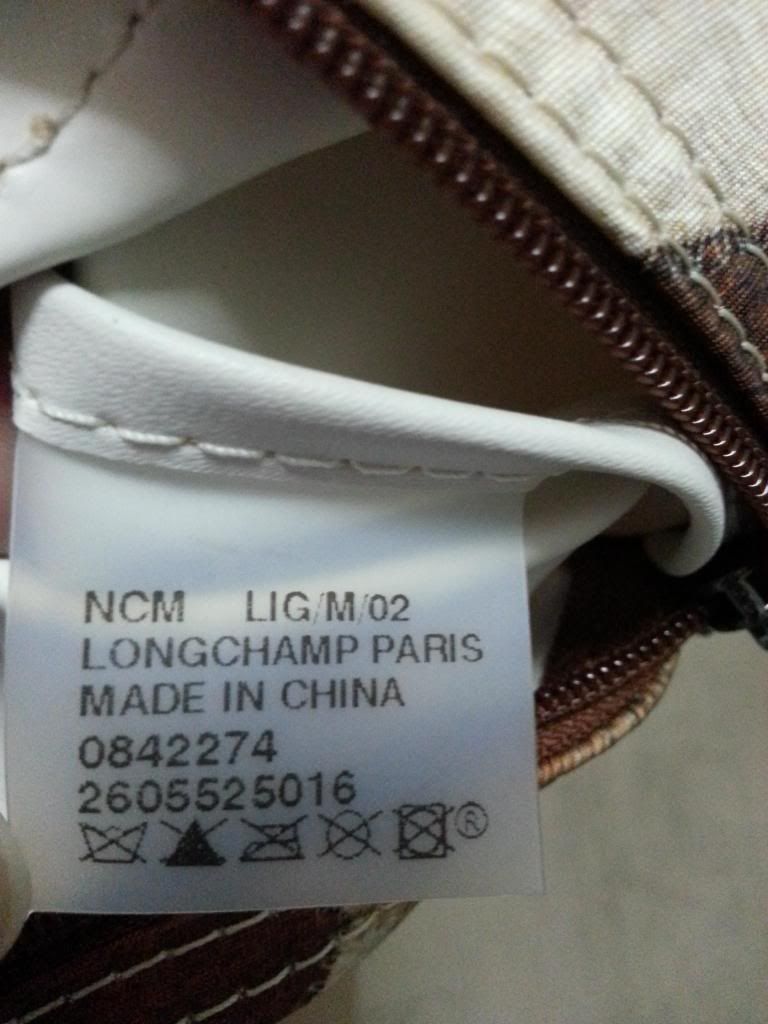 NCM LIG/M/02
LONGCHAMP PARIS
MADE IN CHINA
0842274
2605525016
®